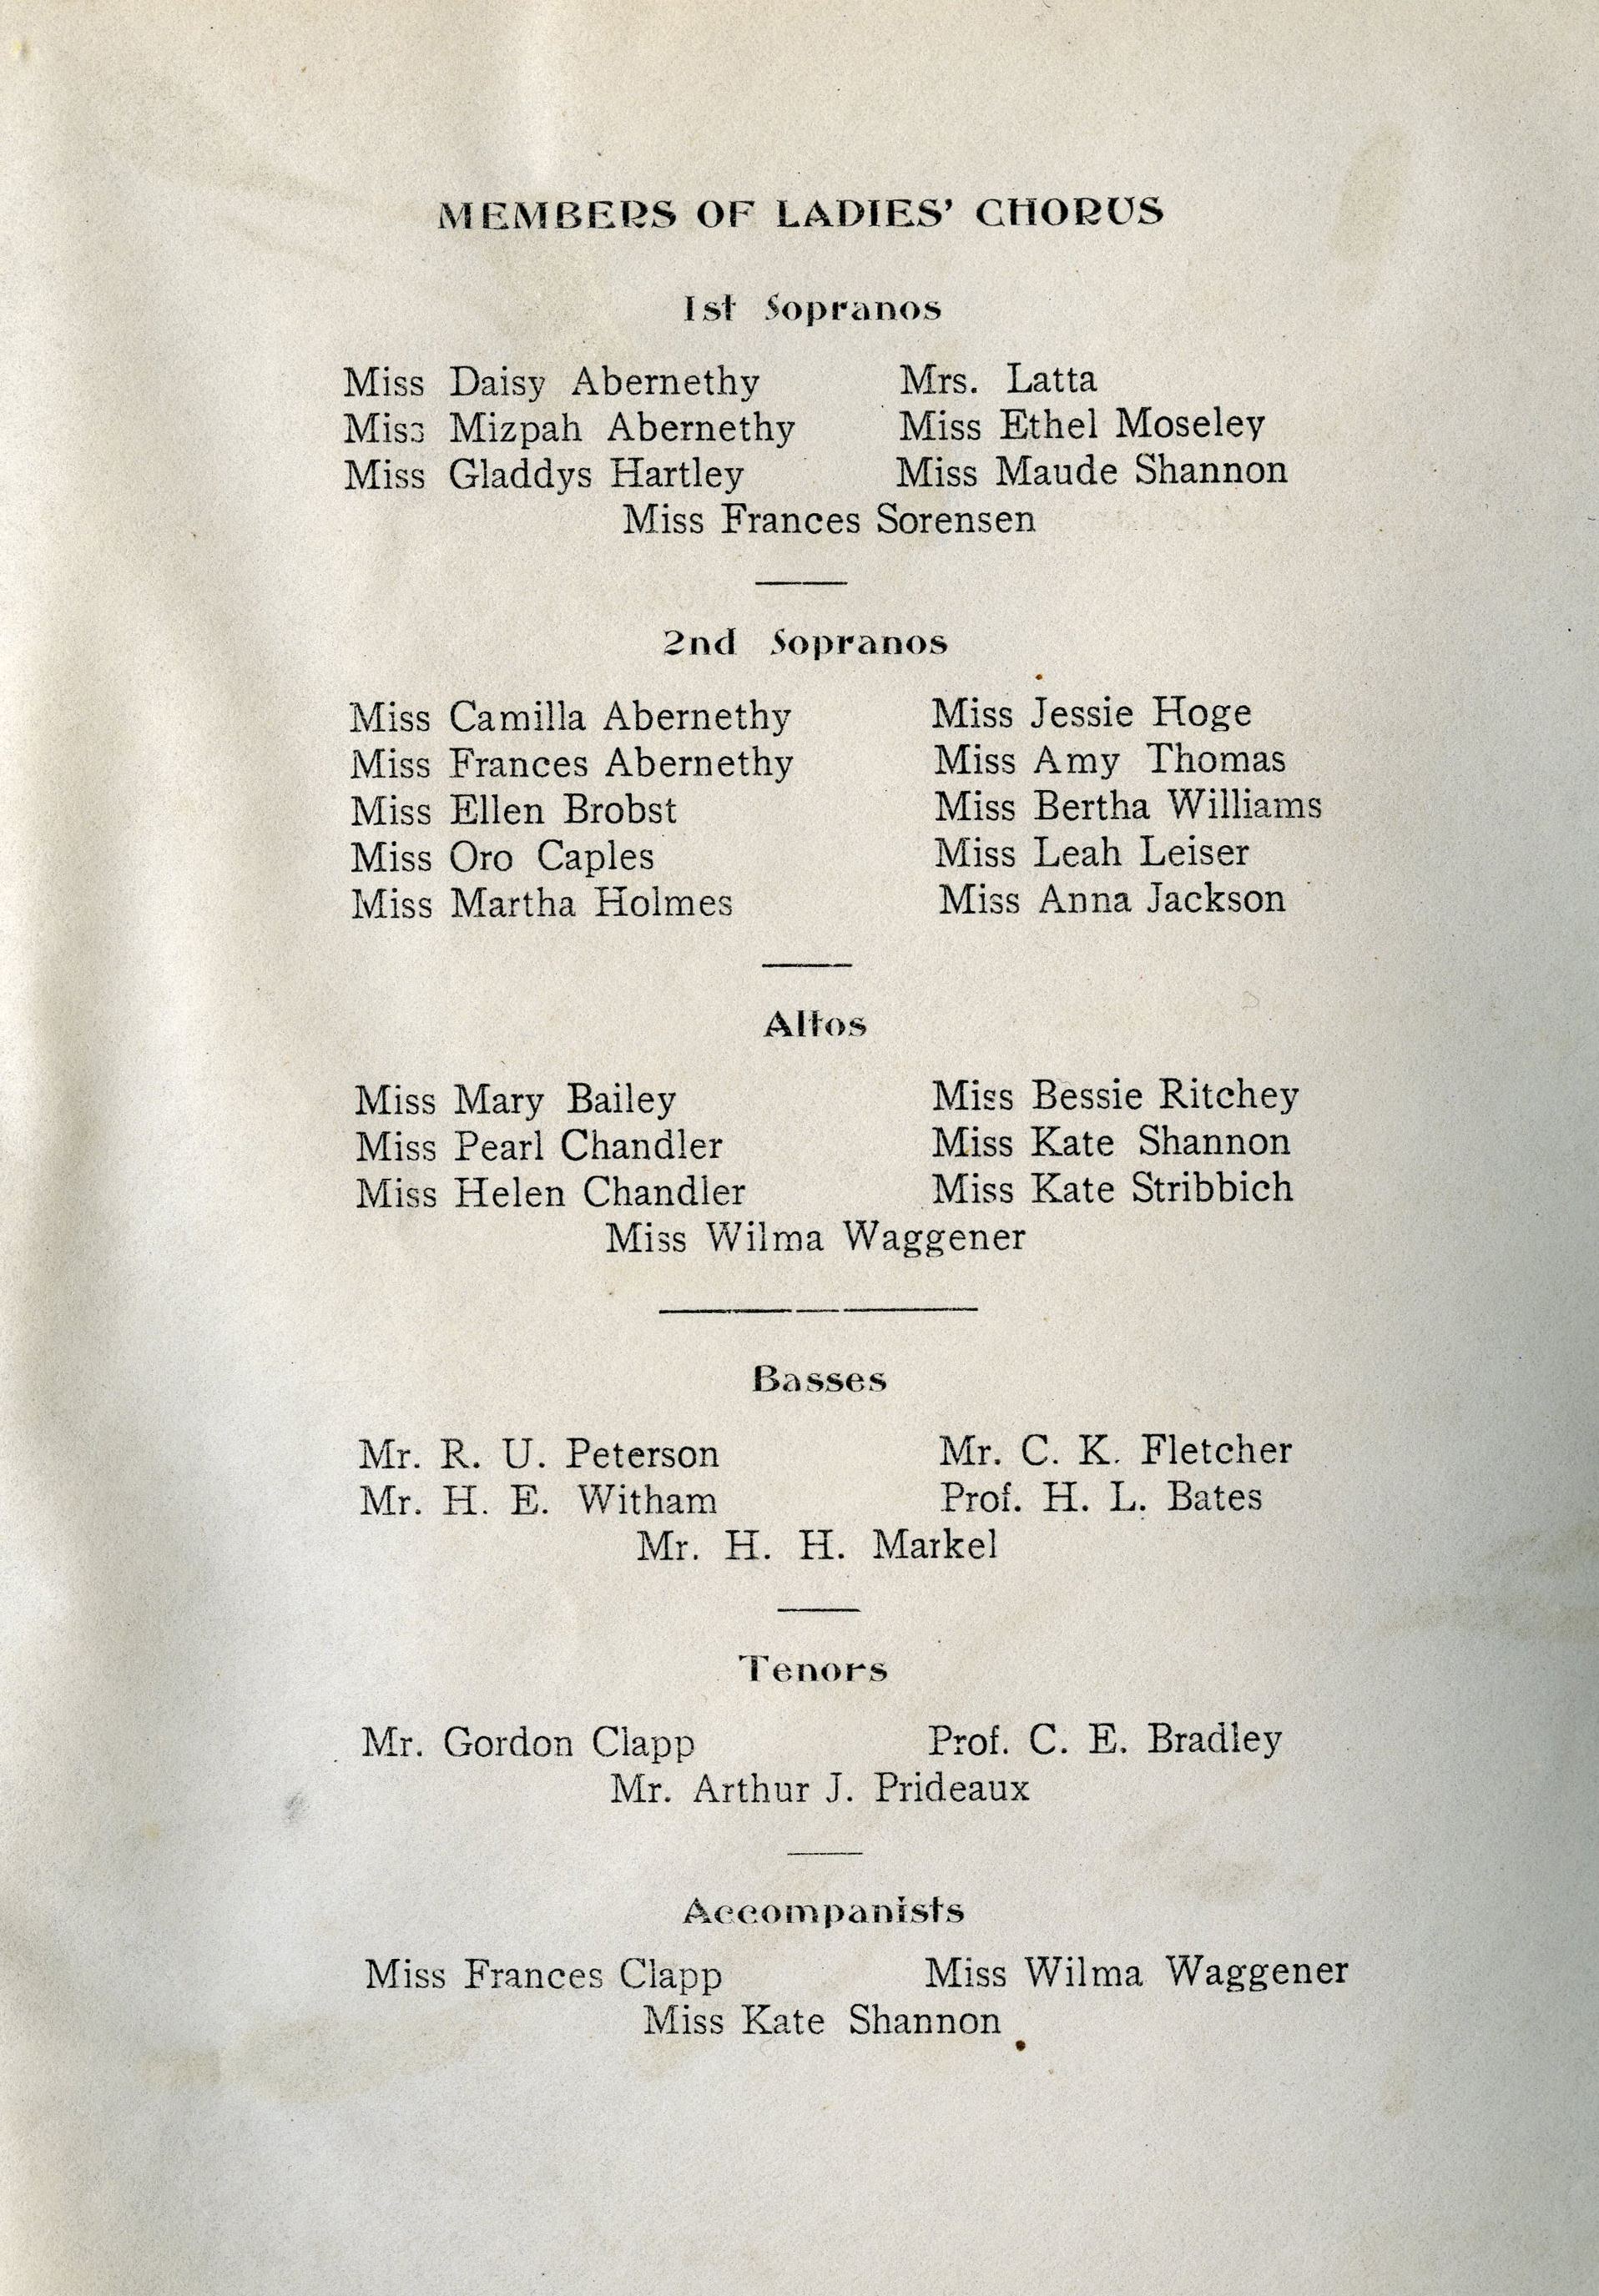 MEMBERS OF LADIES' CHORUS
1st Sopranos
Miss Daisy Abernethy Mrs. Latta
Miss Mizpah Abernethy Miss Ethel Moseley
Miss Gladdys Hartley Miss Maude Shannon
Miss Frances Sorensen
2nd Sopranos
Miss Camilla Abernethy Miss Jessie Hoge
Miss Frances Abernethy Miss Amy Thomas
Miss Ellen Brobst Miss Bertha Williams
Miss Oro Caples Miss Leah Leiser
Miss Martha Holmes Miss Anna Jackson
Altos
Miss Mary Bailey Miss Bessie Ritchey
Miss Pearl Chandler Miss Kate Shannon
Miss Helen Chandler Miss Kate Stribbich
Miss Wilma Waggener
Basses
Mr. R. U. Peterson Mr. C. K. Fletcher
Mr. H. E. Witham Prof. H. L. Bates
Mr. H. H. Markel
Tenors
Mr. Gordon Clapp Prof. C. E. Bradley
Mr. Arthur J. Prideaux
Accompanists
Miss Frances Clapp Miss Wilma Waggener
Miss Kate Shannon